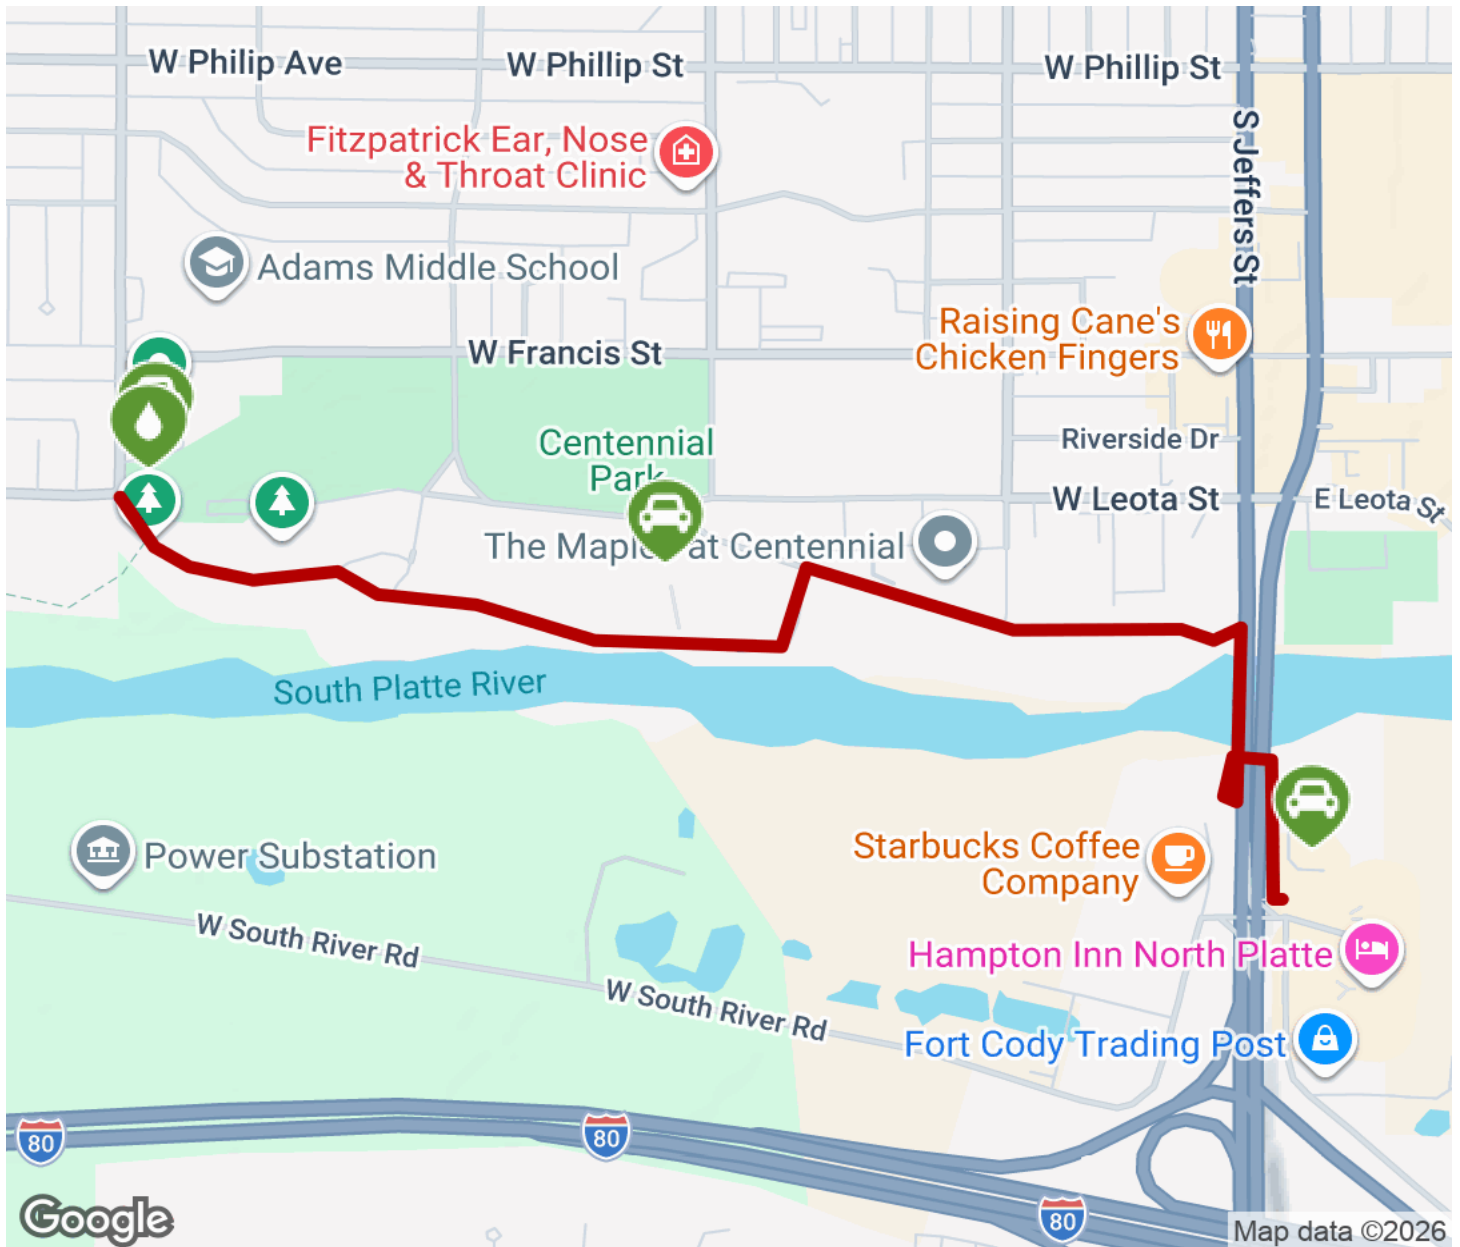 W Philip Ave
W Phillip St
W Phillip St
S Jeffers St
Fitzpatrick Ear, Nose
& Throat Clinic
Adams Middle School
W Francis St
Raising Cane's
Chicken Fingers
Centennial
Park
Riverside Dr
W Leota St
E Leota St
The Maple at Centennial
South Platte River
Power Substation
Starbucks Coffee
Company
W South River Rd
Hampton Inn North Platte
W South River Rd
Fort Cody Trading Post
80
80
80
Google
Map data ©2026